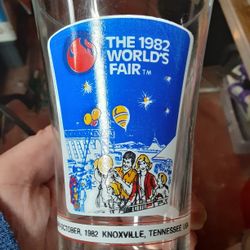 THE 1982
WORLD'S
FAIR™
OCTOBER, 1982 KNOXVILLE, TENNESSEE